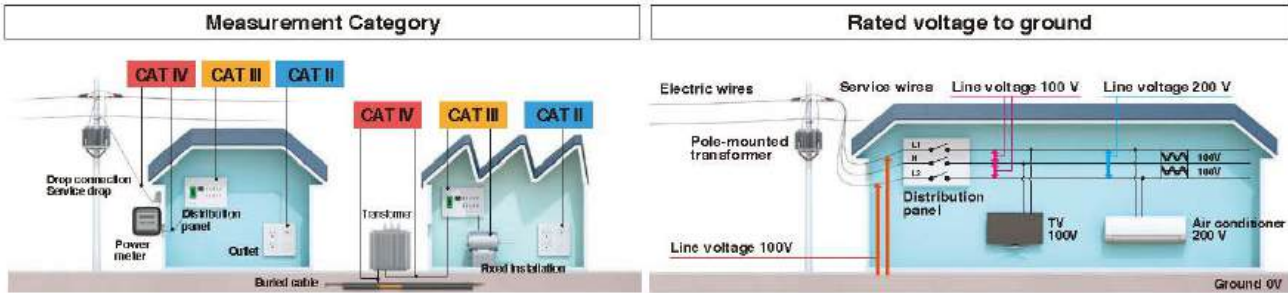 Measurement Category
CAT IV
CAT III
CAT II
CAT IV
CAT III
CAT II
Drop connection
Service drop
Distribution
panel
Power
meter
Outlet
Transformer
Fixed Installation
Buried cable
Rated voltage to ground
Electric wires
Service wires
Line voltage 100 V
Line voltage 200 V
Pole-mounted
transformer
L1
N
L2
100V
100V
Distribution
panel
TV
100V
Air conditioner
200 V
Line voltage 100V
Ground 0V